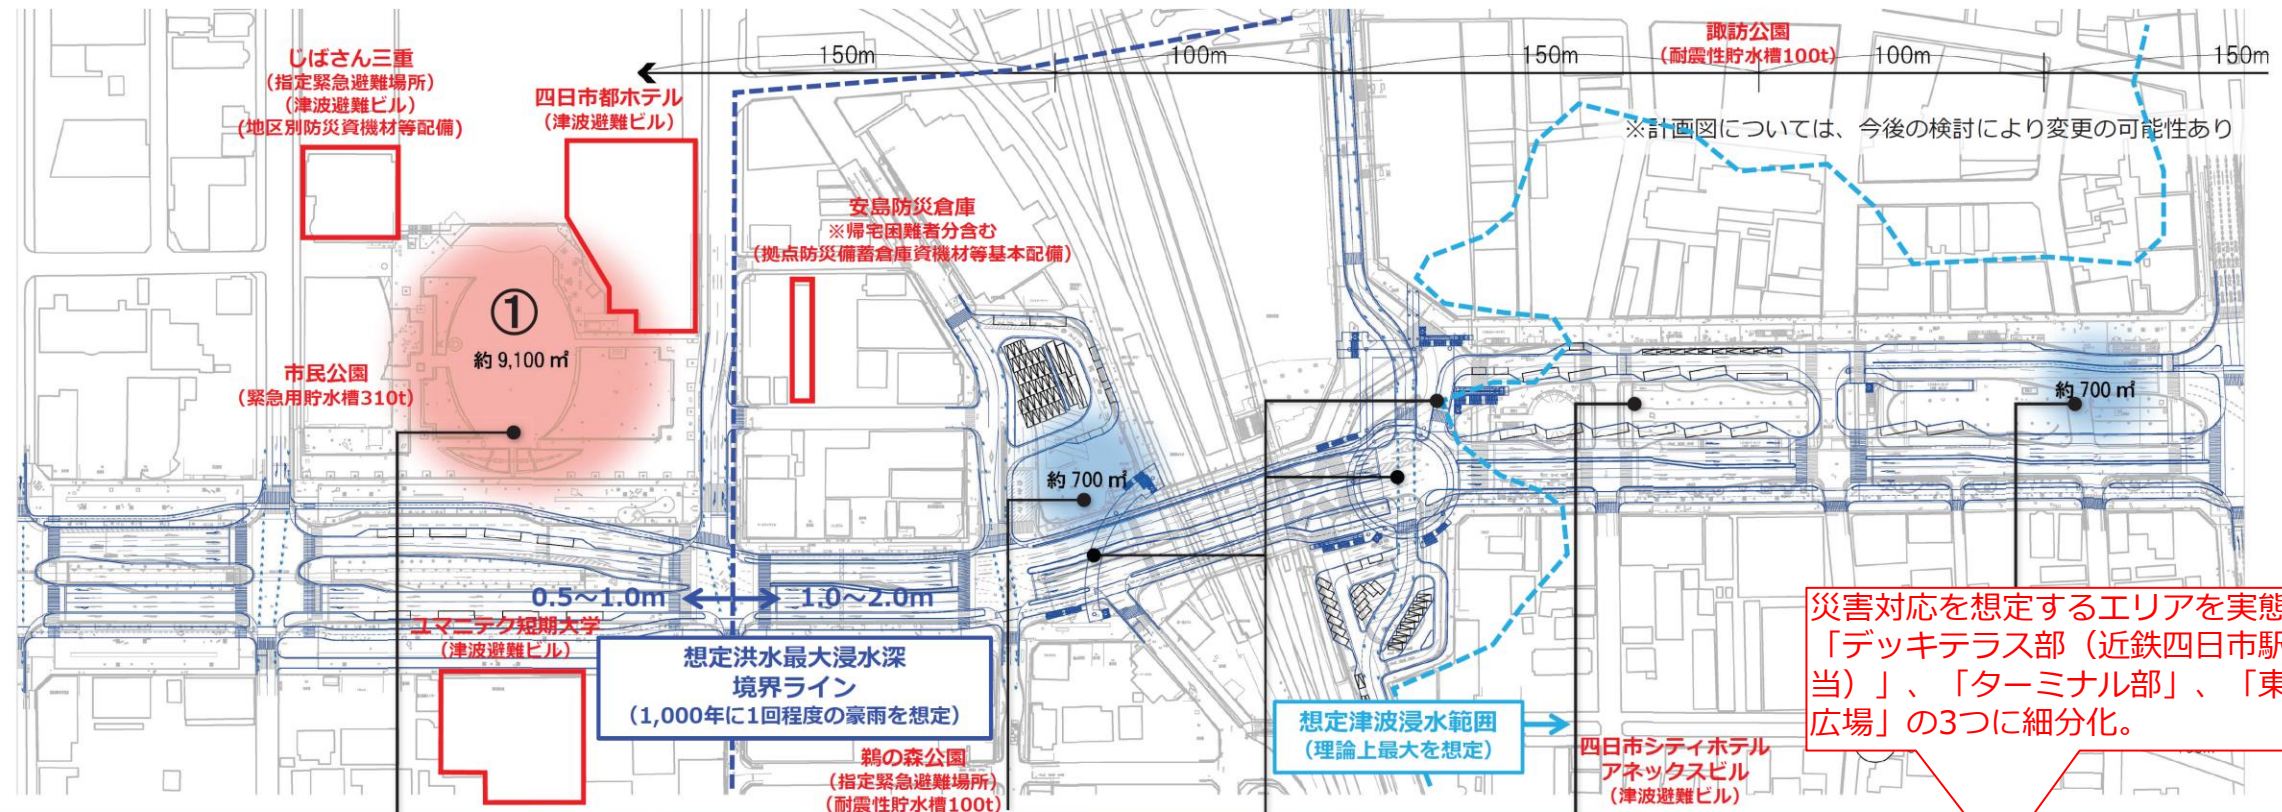 150m
100m
150m
100m
150m
諏訪公園
(耐震性貯水槽100t)
※計画図については、今後の検討により変更の可能性あり
じばさん三重
(指定緊急避難場所)
(津波避難ビル)
(地区別防災資機材等配備)
四日市都ホテル
(津波避難ビル)
安島防災倉庫
※帰宅困難者分含む
(拠点防災備蓄倉庫資機材等基本配備)
①
約 9,100 ㎡
市民公園
(緊急用貯水槽310t)
約 700 ㎡
約 700 ㎡
0.5～1.0m
1.0～2.0m
ユマニテク短期大学
(津波避難ビル)
想定洪水最大浸水深
境界ライン
(1,000年に1回程度の豪雨を想定)
鵜の森公園
(指定緊急避難場所)
(耐震性貯水槽100t)
想定津波浸水範囲
(理論上最大を想定)
四日市シティホテル
アネックスビル
(津波避難ビル)
災害対応を想定するエリアを実態
「デッキテラス部（近鉄四日市駅
当）」、「ターミナル部」、「東
広場」の3つに細分化。